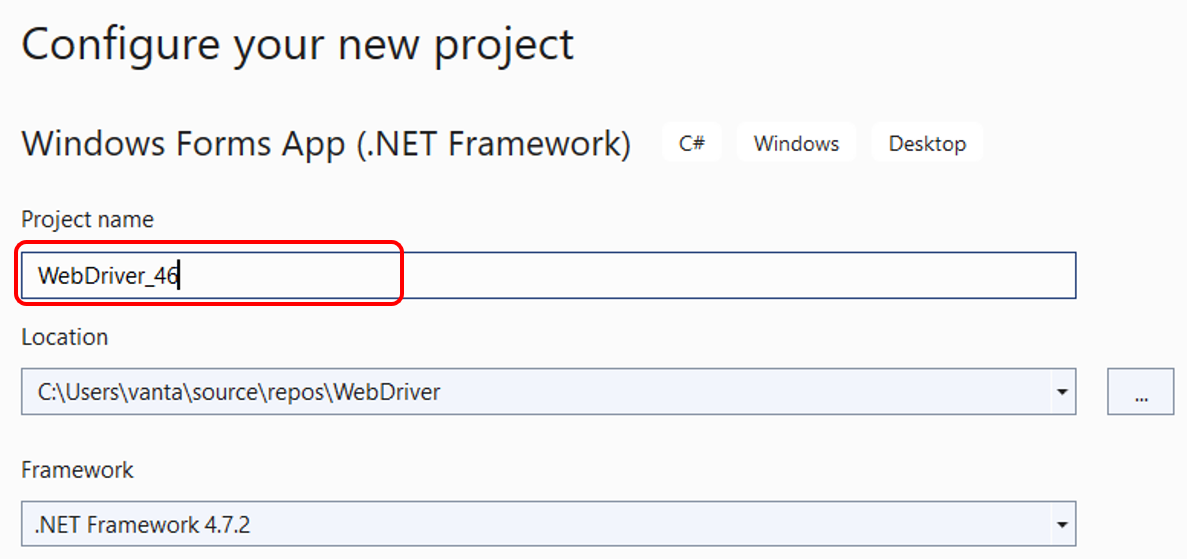 Configure your new project
Windows Forms App (.NET Framework) C# Windows Desktop
Project name
WebDriver_46
Location
C:\Users\vanta\source\repos\WebDriver
...
Framework
.NET Framework 4.7.2